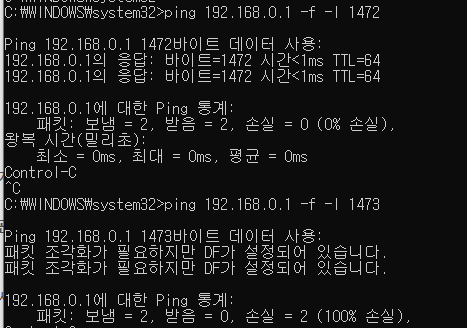 C:\WINDOWS\system32>ping 192.168.0.1 -f -l 1472
Ping 192.168.0.1 1472바이트 데이터 사용:
192.168.0.1의 응답: 바이트=1472 시간<1ms TTL=64
192.168.0.1의 응답: 바이트=1472 시간<1ms TTL=64
192.168.0.1에 대한 Ping 통계:
패킷: 보냄 = 2, 받음 = 2, 손실 = 0 (0% 손실),
왕복 시간(밀리초):
최소 = 0ms, 최대 = 0ms, 평균 = 0ms
Control-C
^C
C:\WINDOWS\system32>ping 192.168.0.1 -f -l 1473
Ping 192.168.0.1 1473바이트 데이터 사용:
패킷 조각화가 필요하지만 DF가 설정되어 있습니다.
패킷 조각화가 필요하지만 DF가 설정되어 있습니다.
192.168.0.1에 대한 Ping 통계:
패킷: 보냄 = 2, 받음 = 0, 손실 = 2 (100% 손실),